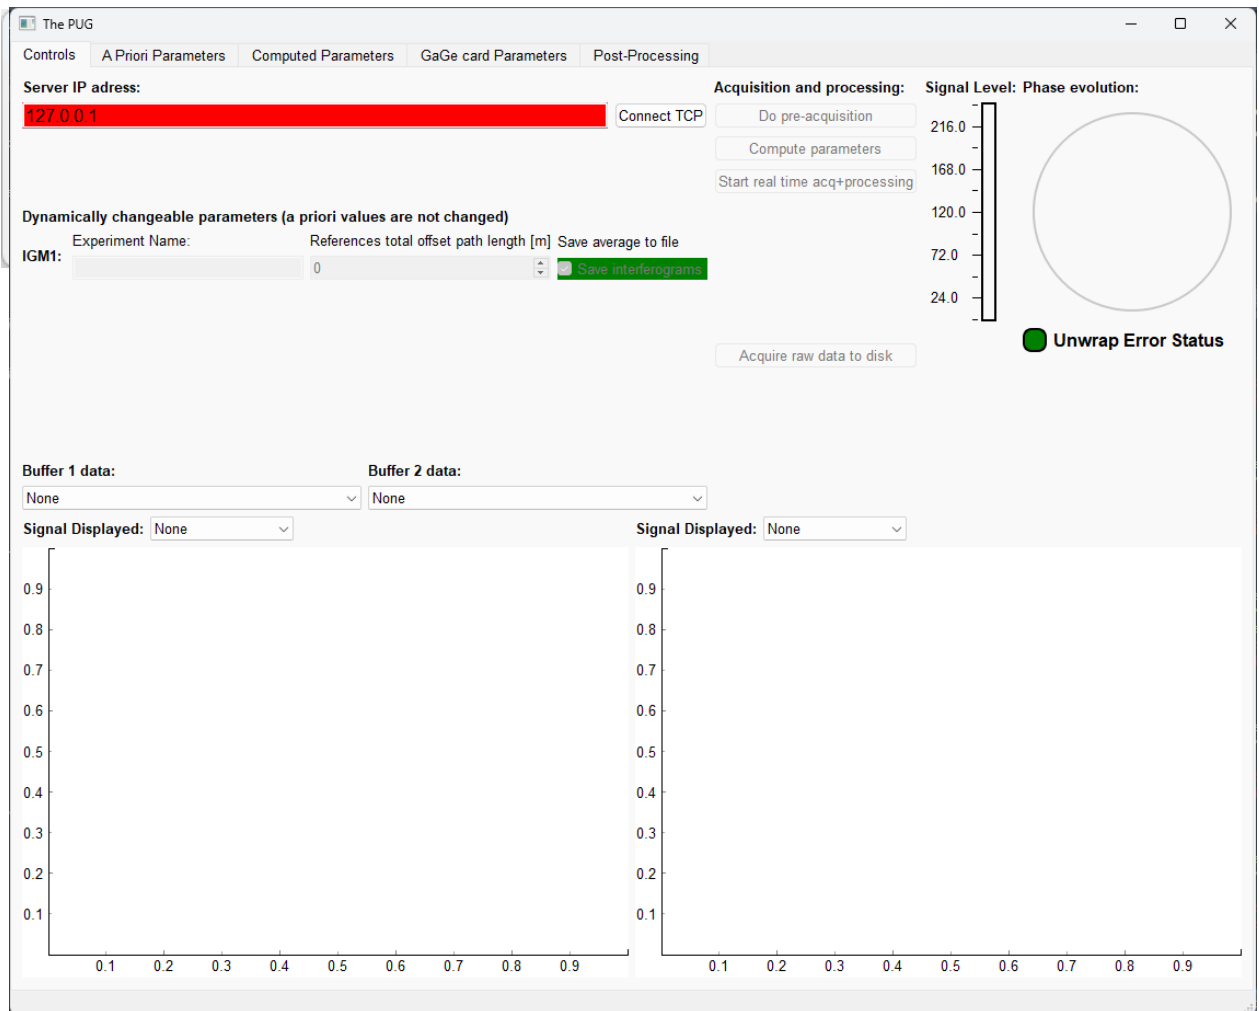 The PUG
Controls A Priori Parameters Computed Parameters GaGe card Parameters Post-Processing
Server IP adress: Acquisition and processing: Signal Level: Phase evolution:
127.0.0.1 Connect TCP Do pre-acquisition
216.0
Compute parameters
168.0
Start real time acq+processing
120.0
Dynamically changeable parameters (a priori values are not changed)
Experiment Name: References total offset path length [m] Save average to file
IGM1: 0 Save interferograms
72.0
24.0
Unwrap Error Status
Acquire raw data to disk
Buffer 1 data: Buffer 2 data:
None None
Signal Displayed: None Signal Displayed: None
0.9 0.9
0.8 0.8
0.7 0.7
0.6 0.6
0.5 0.5
0.4 0.4
0.3 0.3
0.2 0.2
0.1 0.1
0.1 0.2 0.3 0.4 0.5 0.6 0.7 0.8 0.9 0.1 0.2 0.3 0.4 0.5 0.6 0.7 0.8 0.9